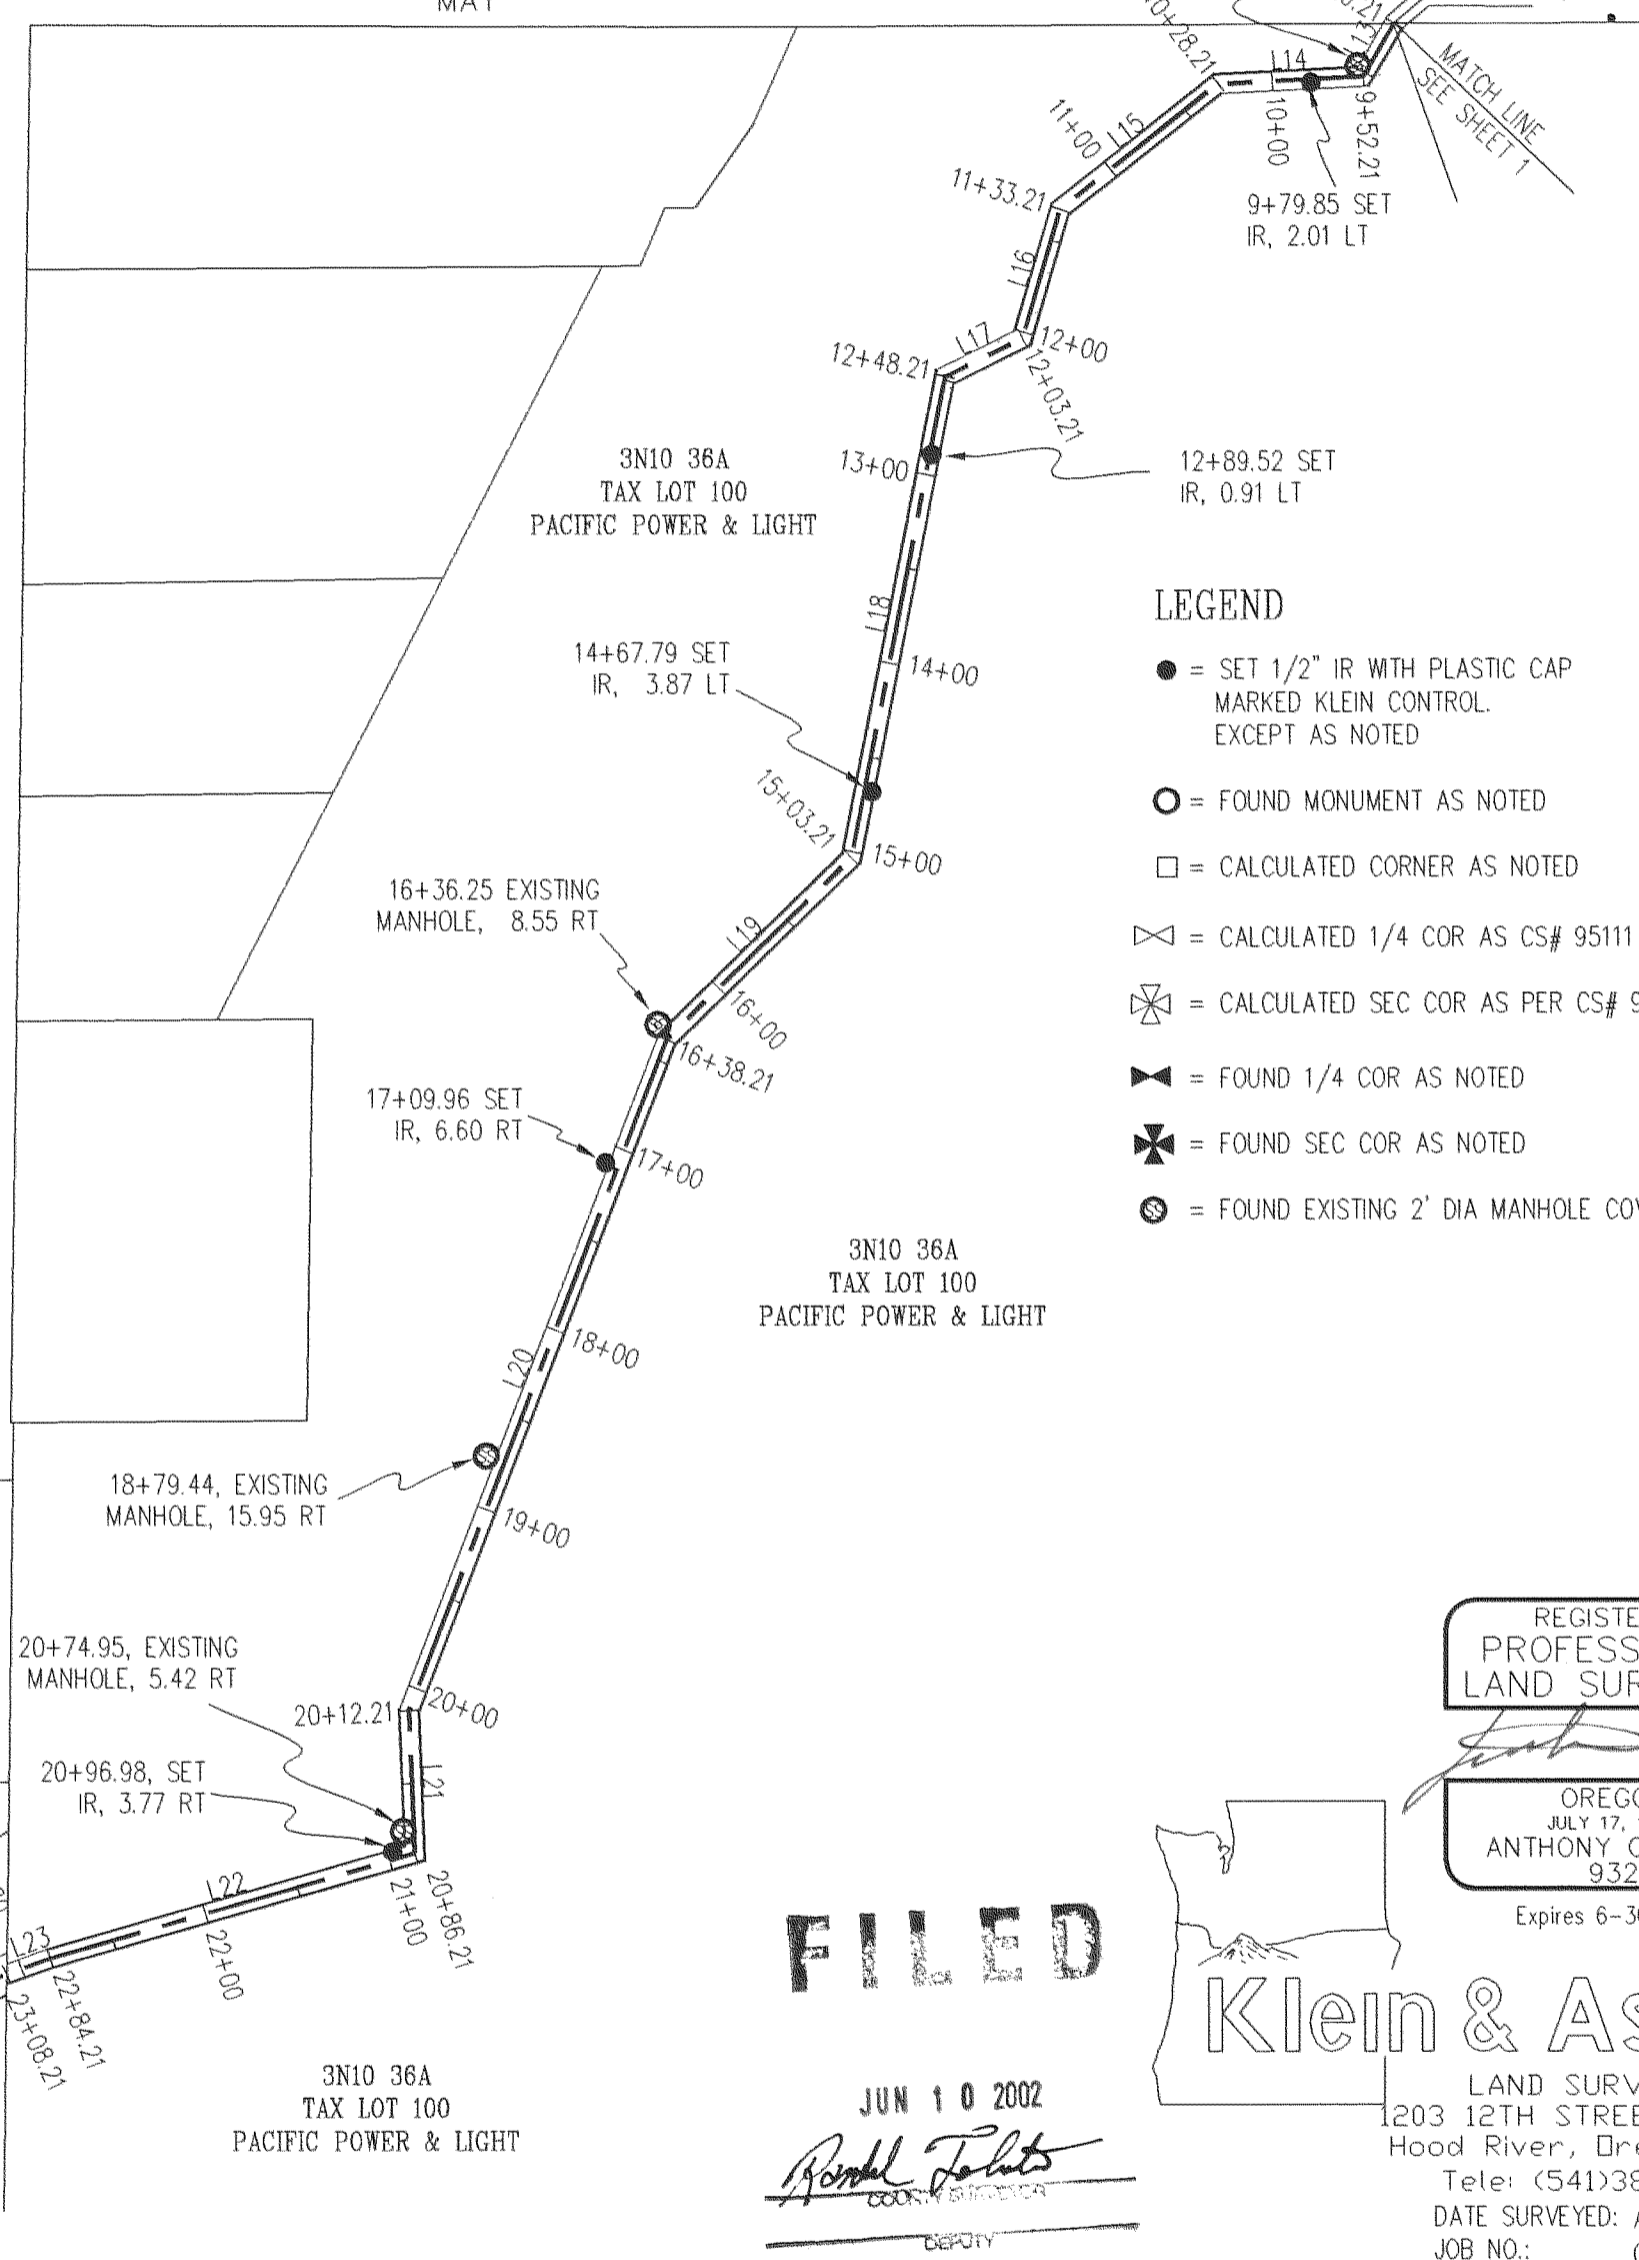 MAY
10+28.21
L13
L14
MATCH LINE
SEE SHEET 1
11+00
L15
10+00
9+52.21
11+33.21
9+79.85 SET
IR, 2.01 LT
L16
L17
12+00
12+48.21
12+03.21
3N10 36A
TAX LOT 100
PACIFIC POWER & LIGHT
13+00
12+89.52 SET
IR, 0.91 LT
LEGEND
= SET 1/2" IR WITH PLASTIC CAP
MARKED KLEIN CONTROL.
EXCEPT AS NOTED
= FOUND MONUMENT AS NOTED
= CALCULATED CORNER AS NOTED
= CALCULATED 1/4 COR AS CS# 95111
= CALCULATED SEC COR AS PER CS# 9
= FOUND 1/4 COR AS NOTED
= FOUND SEC COR AS NOTED
= FOUND EXISTING 2' DIA MANHOLE COV
L18
14+67.79 SET
IR, 3.87 LT
14+00
15+03.21
15+00
16+36.25 EXISTING
MANHOLE, 8.55 RT
L19
16+00
16+38.21
17+09.96 SET
IR, 6.60 RT
17+00
3N10 36A
TAX LOT 100
PACIFIC POWER & LIGHT
18+00
L20
18+79.44, EXISTING
MANHOLE, 15.95 RT
19+00
20+74.95, EXISTING
MANHOLE, 5.42 RT
20+12.21
20+00
20+96.98, SET
IR, 3.77 RT
L21
L22
21+00
20+86.21
L23
22+00
22+84.21
23+08.21
3N10 36A
TAX LOT 100
PACIFIC POWER & LIGHT
FILED
JUN 10 2002
COUNTY SURVEYOR
DEPUTY
REGISTE
PROFESS
LAND SUR
OREGO
JULY 17,
ANTHONY
932
Expires 6-3
Klein & As
LAND SURV
1203 12TH STREE
Hood River, Ore
Tele: (541)38
DATE SURVEYED:
JOB NO.: